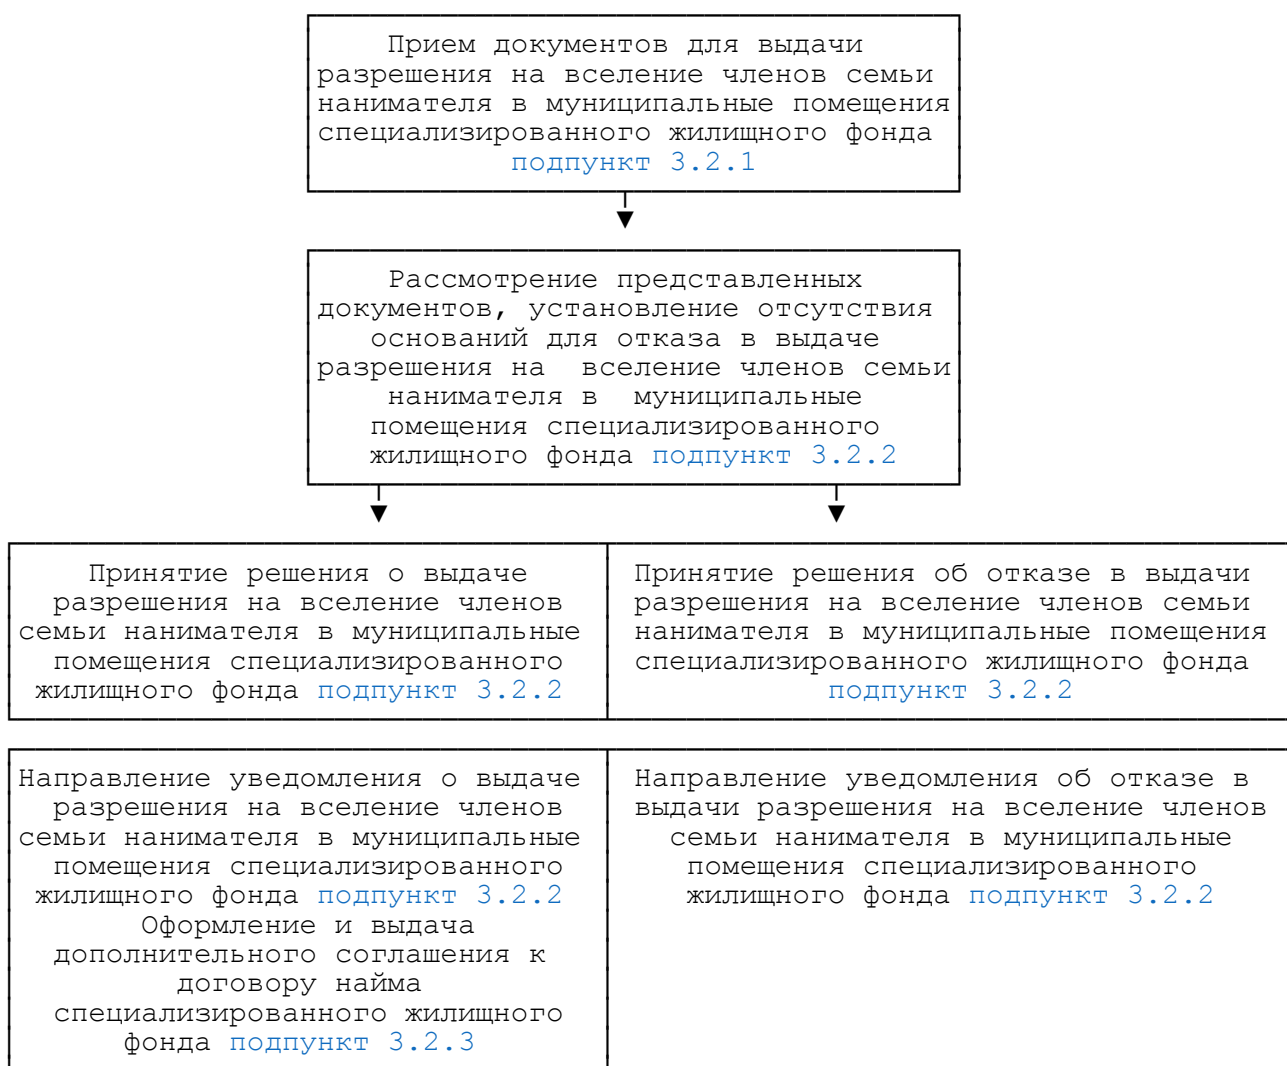 Прием документов для выдачи
разрешения на вселение членов семьи
нанимателя в муниципальные помещения
специализированного жилищного фонда
подпункт 3.2.1
Рассмотрение представленных
документов, установление отсутствия
оснований для отказа в выдаче
разрешения на вселение членов семьи
нанимателя в муниципальные
помещения специализированного
жилищного фонда подпункт 3.2.2
Принятие решения о выдаче
разрешения на вселение членов
семьи нанимателя в муниципальные
помещения специализированного
жилищного фонда подпункт 3.2.2
Принятие решения об отказе в выдачи
разрешения на вселение членов семьи
нанимателя в муниципальные помещения
специализированного жилищного фонда
подпункт 3.2.2
Направление уведомления о выдаче
разрешения на вселение членов
семьи нанимателя в муниципальные
помещения специализированного
жилищного фонда подпункт 3.2.2
Оформление и выдача
дополнительного соглашения к
договору найма
специализированного жилищного
фонда подпункт 3.2.3
Направление уведомления об отказе в
выдачи разрешения на вселение членов
семьи нанимателя в муниципальные
помещения специализированного
жилищного фонда подпункт 3.2.2